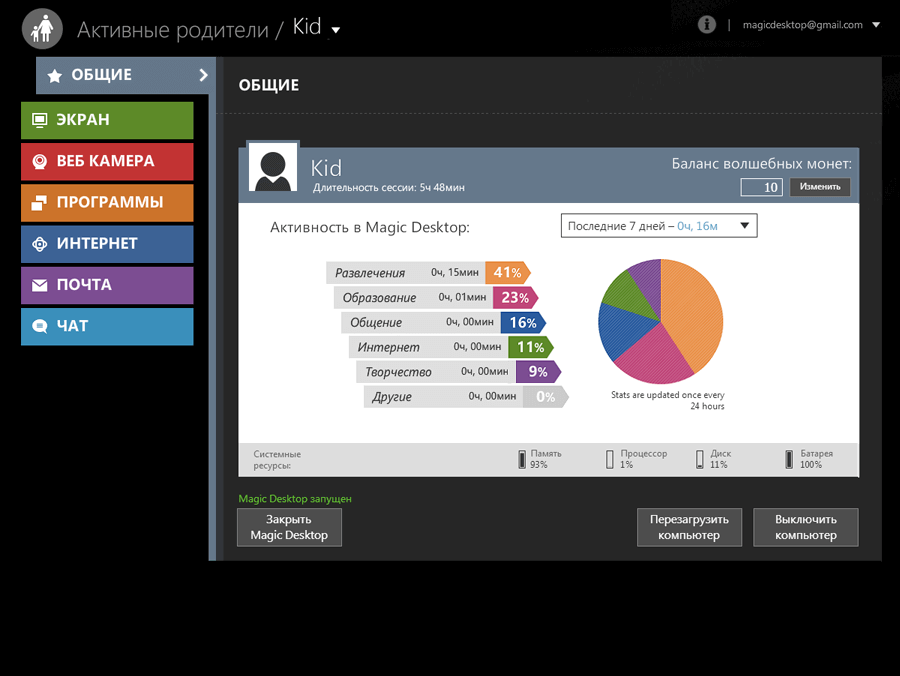 Активные родители / Kid
magicdesktop@gmail.com
ОБЩИЕ
ЭКРАН
ВЕБ КАМЕРА
ПРОГРАММЫ
ИНТЕРНЕТ
ПОЧТА
ЧАТ
ОБЩИЕ
Kid
Длительность сессии: 5ч 48мин
Баланс волшебных монет:
10 Изменить
Активность в Magic Desktop:
Последние 7 дней – 0ч, 16м
Развлечения 0ч, 15мин 41%
Образование 0ч, 01мин 23%
Общение 0ч, 00мин 16%
Интернет 0ч, 00мин 11%
Творчество 0ч, 00мин 9%
Другие 0ч, 00мин 0%
Stats are updated once every
24 hours
Системные
ресурсы:
Память
93%
Процессор
1%
Диск
11%
Батарея
100%
Magic Desktop запущен
Закрыть
Magic Desktop
Перезагрузить
компьютер
Выключить
компьютер